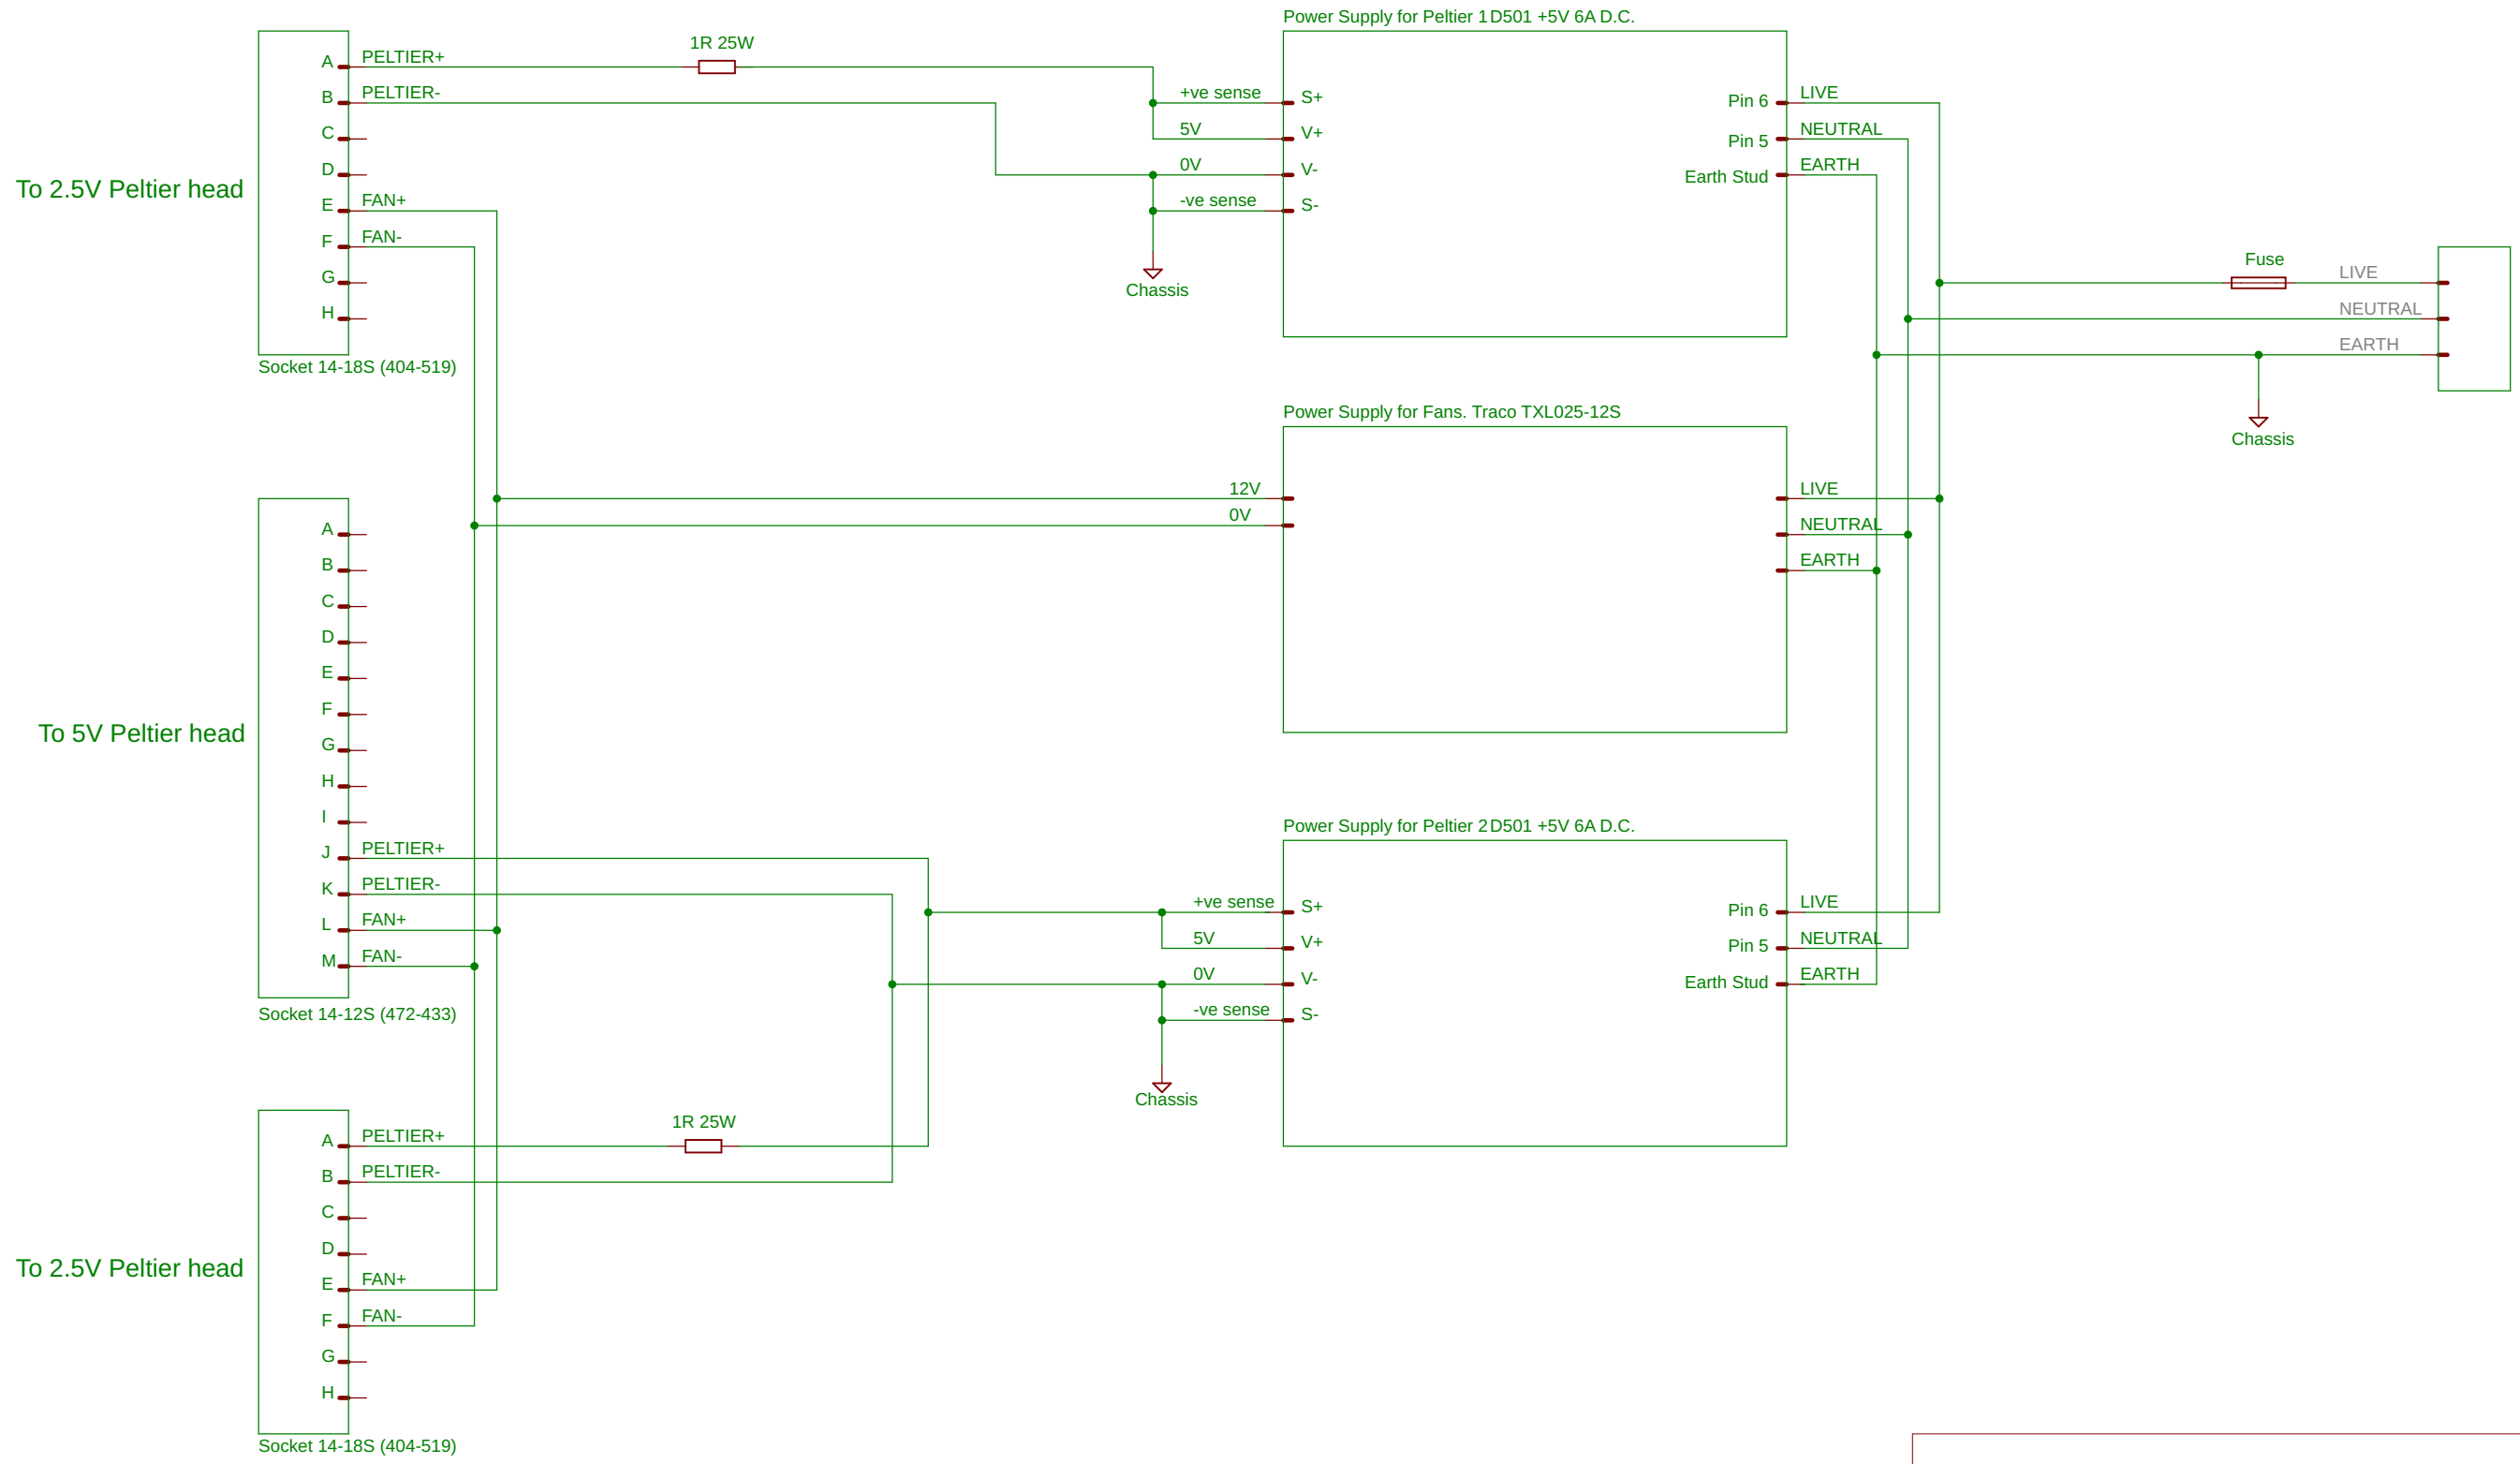 Power Supply for Peltier 1 D501 +5V 6A D.C.
1R 25W
A PELTIER+
B PELTIER-
C
D
E FAN+
F FAN-
G
H
To 2.5V Peltier head
Socket 14-18S (404-519)
+ve sense S+
5V V+
0V V-
-ve sense S-
Chassis
Pin 6 LIVE
Pin 5 NEUTRAL
Earth Stud EARTH
Fuse
LIVE
NEUTRAL
EARTH
Chassis
Power Supply for Fans. Traco TXL025-12S
12V
0V
LIVE
NEUTRAL
EARTH
To 5V Peltier head
A
B
C
D
E
F
G
H
I
J PELTIER+
K PELTIER-
L FAN+
M FAN-
Socket 14-12S (472-433)
Power Supply for Peltier 2 D501 +5V 6A D.C.
+ve sense S+
5V V+
0V V-
-ve sense S-
Chassis
Pin 6 LIVE
Pin 5 NEUTRAL
Earth Stud EARTH
1R 25W
To 2.5V Peltier head
A PELTIER+
B PELTIER-
C
D
E FAN+
F FAN-
G
H
Socket 14-18S (404-519)